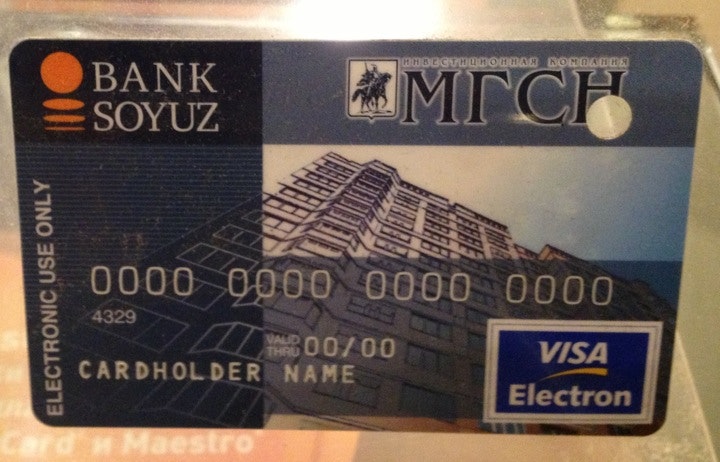 BANK
SOYUZ
ИНВЕСТИЦИОННАЯ КОМПАНИЯ
МГСН
ELECTRONIC USE ONLY
0000 0000 0000 0000
4329
VALID
THRU 00/00
CARDHOLDER NAME
VISA
Electron
Card и Maestro